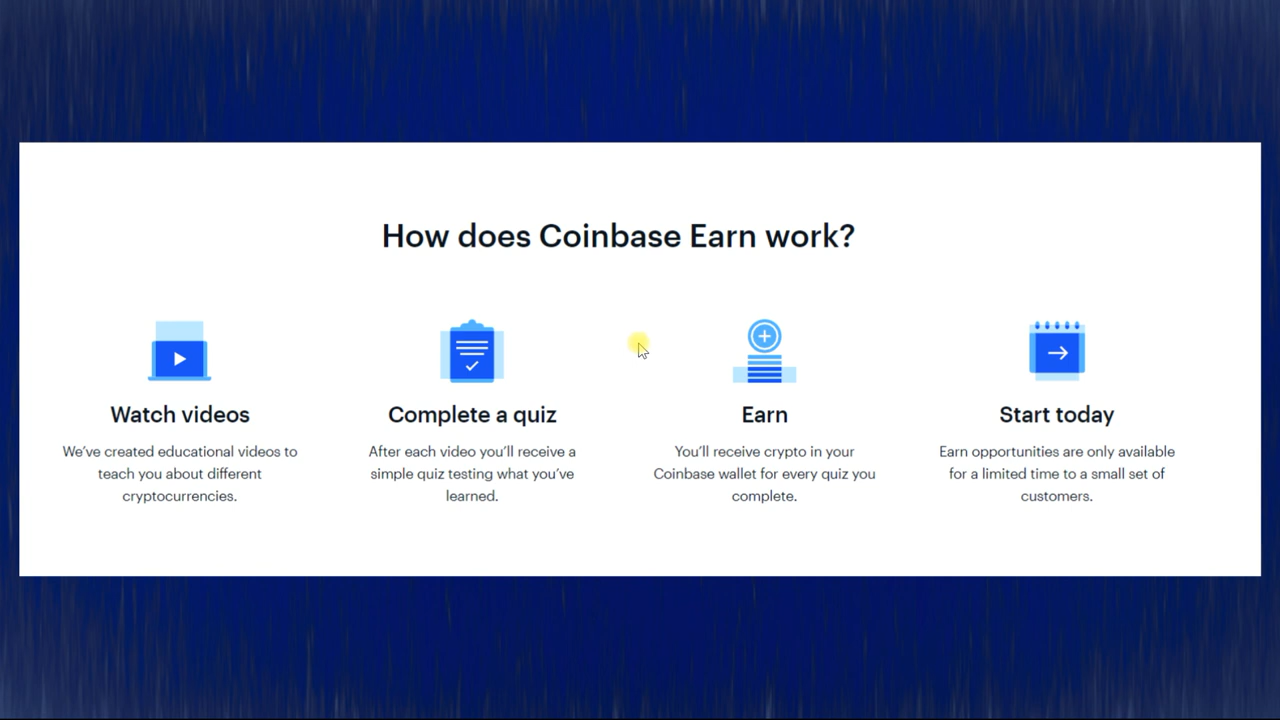 How does Coinbase Earn work?
Watch videos
We’ve created educational videos to
teach you about different
cryptocurrencies.
Complete a quiz
After each video you’ll receive a
simple quiz testing what you’ve
learned.
Earn
You’ll receive crypto in your
Coinbase wallet for every quiz you
complete.
Start today
Earn opportunities are only available
for a limited time to a small set of
customers.